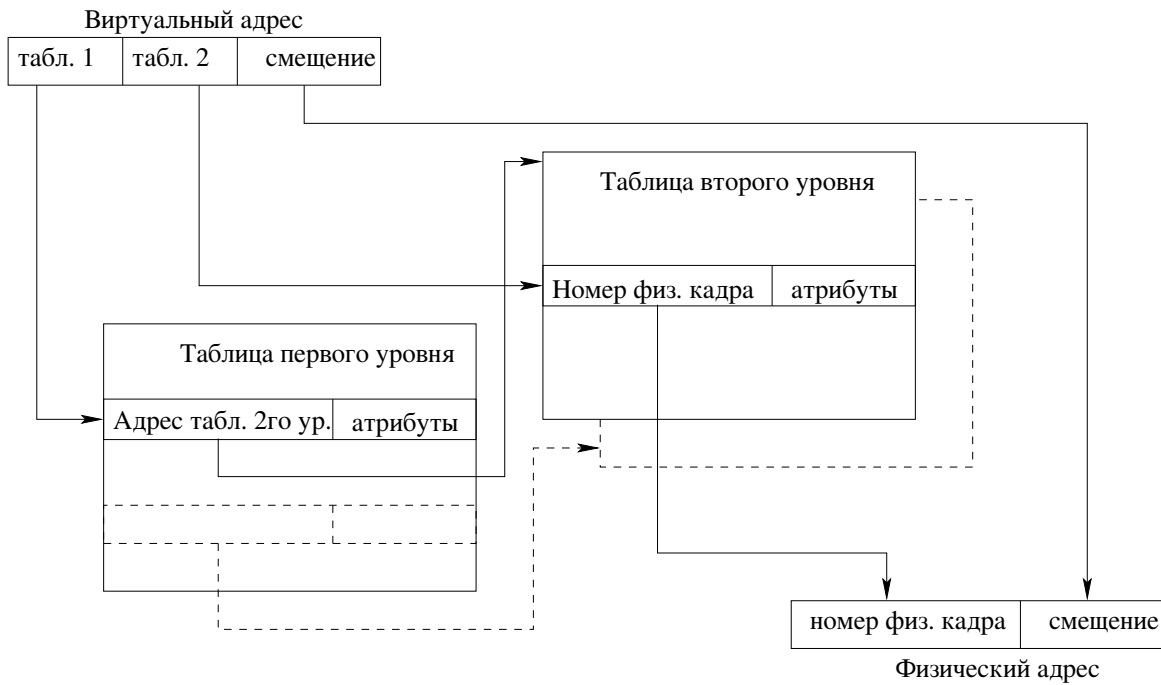 Виртуальный адрес
табл. 1 табл. 2 смещение
Таблица второго уровня
Номер физ. кадра атрибуты
Таблица первого уровня
Адрес табл. 2го ур. атрибуты
номер физ. кадра смещение
Физический адрес